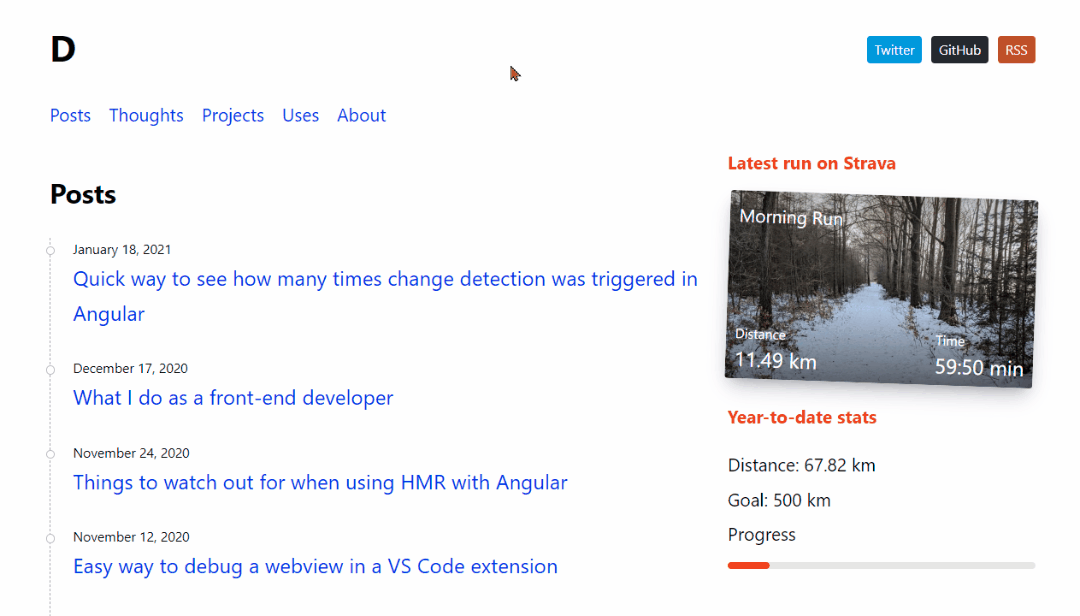 D
Twitter GitHub RSS
Posts Thoughts Projects Uses About
Posts
January 18, 2021
Quick way to see how many times change detection was triggered in
Angular
December 17, 2020
What I do as a front-end developer
November 24, 2020
Things to watch out for when using HMR with Angular
November 12, 2020
Easy way to debug a webview in a VS Code extension
Latest run on Strava
Morning Run
Distance
11.49 km
Time
59:50 min
Year-to-date stats
Distance: 67.82 km
Goal: 500 km
Progress